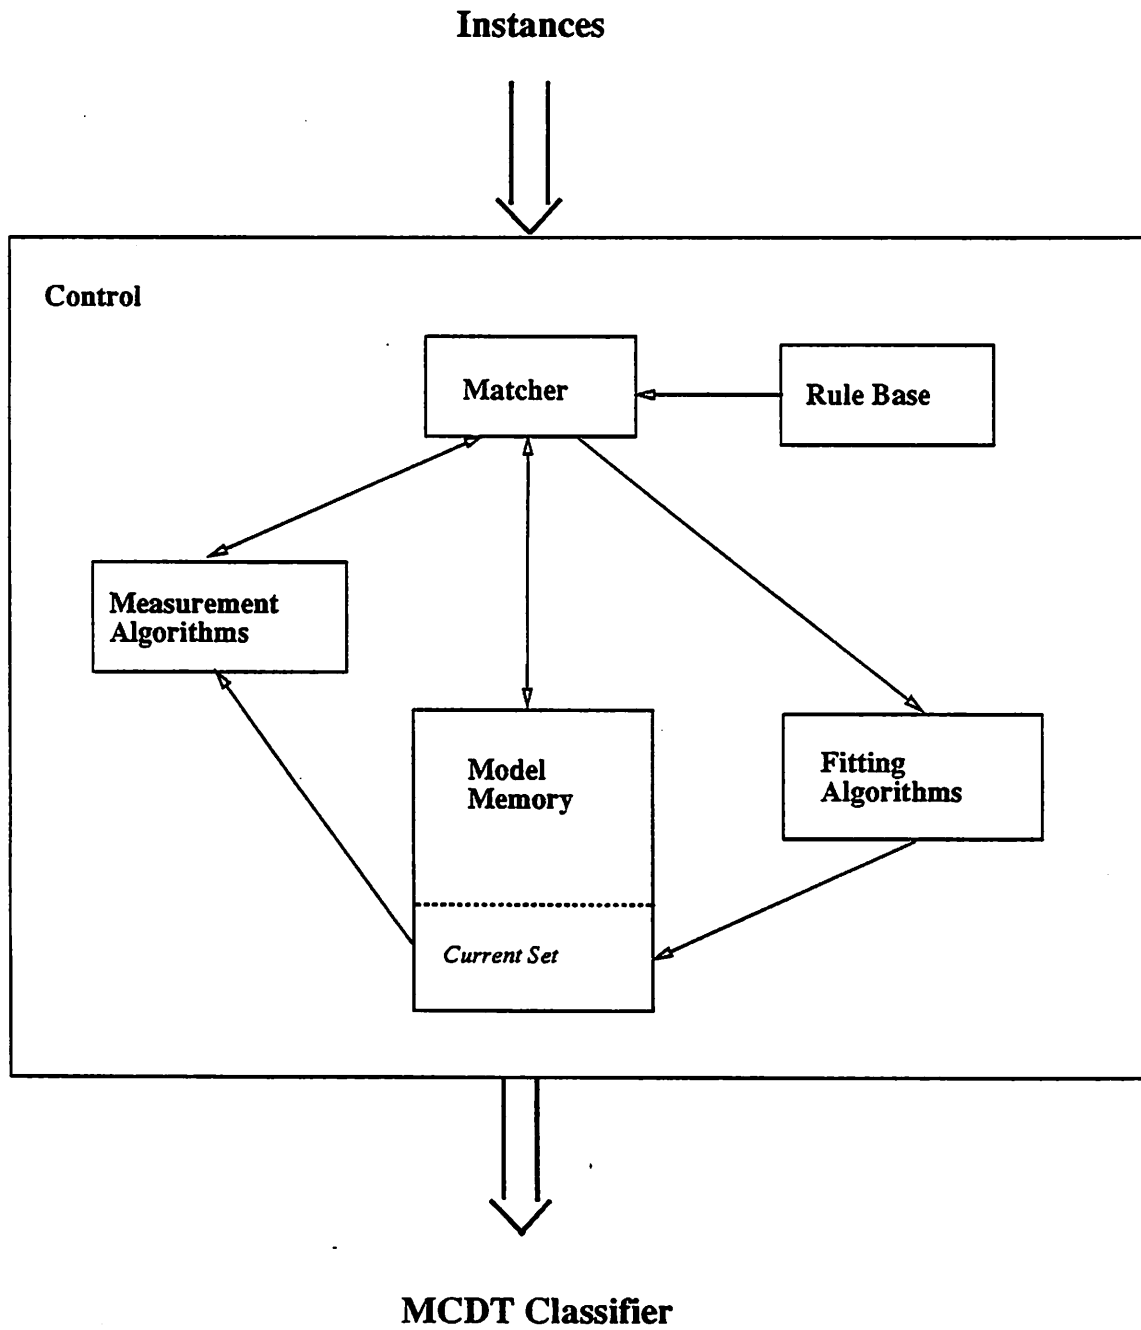 Instances
Control
Matcher
Rule Base
Measurement
Algorithms
Model
Memory
Fitting
Algorithms
Current Set
MCDT Classifier